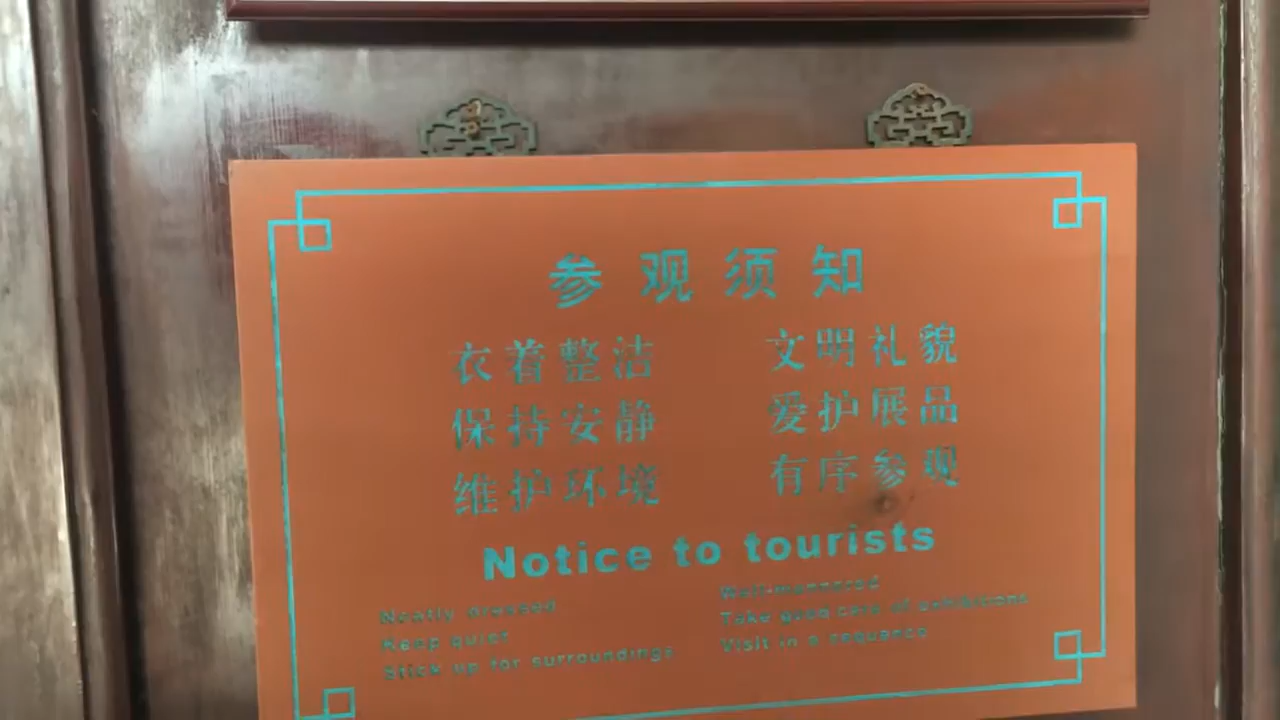 参观须知
衣着整洁 文明礼貌
保持安静 爱护展品
维护环境 有序参观
Notice to tourists
Neatly dressed Well-mannered
Keep quiet Take good care of exhibitions
Stick up for surroundings Visit in a sequence